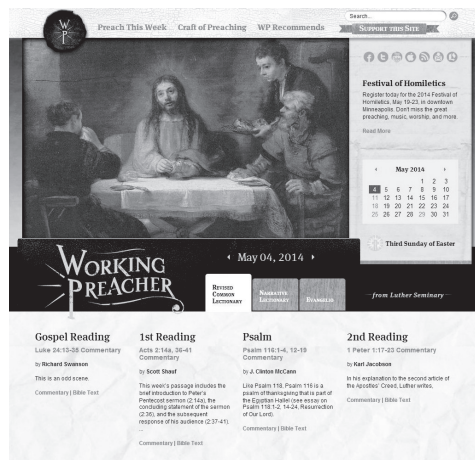 W P
Preach This Week Craft of Preaching WP Recommends
Search...
SUPPORT THIS SITE
Festival of Homiletics
Register today for the 2014 Festival of
Homiletics, May 19-23, in downtown
Minneapolis. Don't miss the great
preaching, music, worship, and more.
Read More
May 2014
1 2 3
4 5 6 7 8 9 10
11 12 13 14 15 16 17
18 19 20 21 22 23 24
25 26 27 28 29 30 31
Third Sunday of Easter
WORKING
PREACHER
May 04, 2014
REVISED
COMMON
LECTIONARY
NARRATIVE
LECTIONARY
EVANGELIO
from Luther Seminary
Gospel Reading
Luke 24:13-35 Commentary
by Richard Swanson
This is an odd scene.
Commentary | Bible Text
1st Reading
Acts 2:14a, 36-41
Commentary
by Scott Shauf
This week's passage includes the
brief introduction to Peter's
Pentecost sermon (2:14a), the
concluding statement of the sermon
(2:36), and the subsequent
response of his audience (2:37-41).
...
Commentary | Bible Text
Psalm
Psalm 116:1-4, 12-19
Commentary
by J. Clinton McCann
Like Psalm 118, Psalm 116 is a
psalm of thanksgiving that is part of
the Egyptian Hallel (see essay on
Psalm 118:1-2, 14-24, Resurrection
of Our Lord).
Commentary | Bible Text
2nd Reading
1 Peter 1:17-23 Commentary
by Karl Jacobson
In his explanation to the second article of
the Apostles' Creed, Luther writes,
Commentary | Bible Text